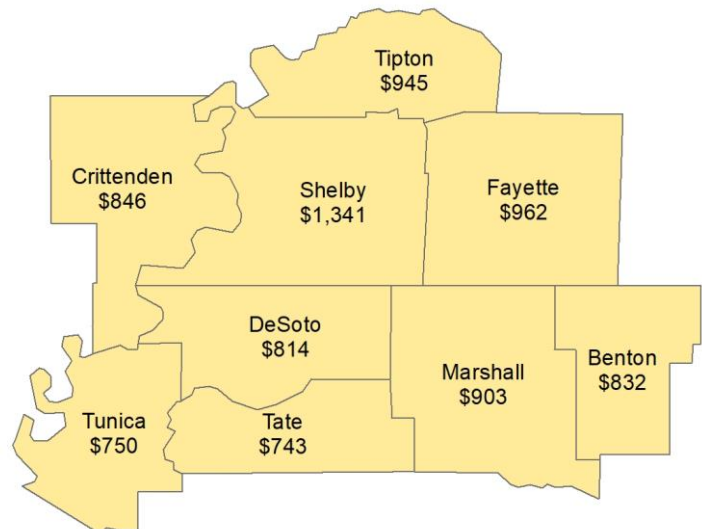 Tipton
$945
Crittenden
$846
Shelby
$1,341
Fayette
$962
DeSoto
$814
Marshall
$903
Benton
$832
Tunica
$750
Tate
$743